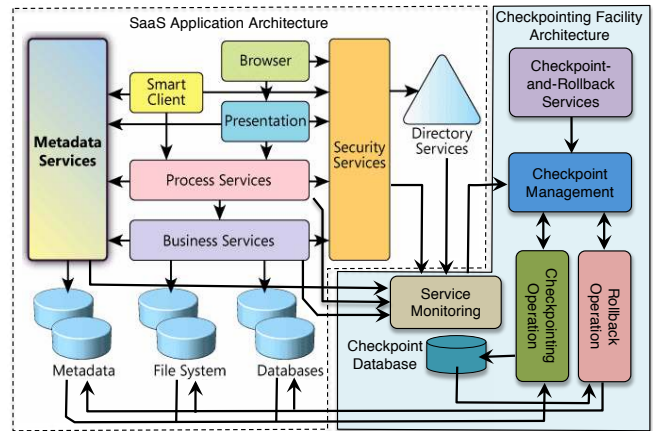 SaaS Application Architecture
Checkpointing Facility
Architecture
Browser
Checkpoint-
and-Rollback
Services
Smart
Client
Metadata
Services
Presentation
Security
Services
Directory
Services
Process Services
Checkpoint
Management
Business Services
Service
Monitoring
Checkpointing
Operation
Rollback
Operation
Checkpoint
Database
Metadata
File System
Databases